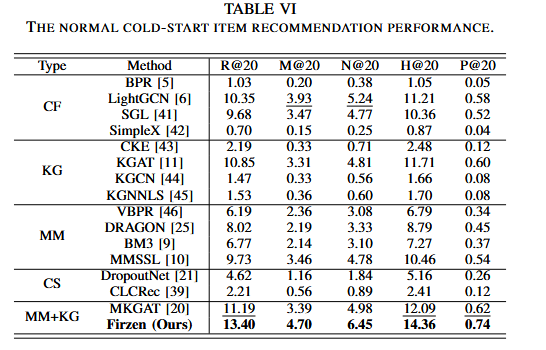 TABLE VI
THE NORMAL COLD-START ITEM RECOMMENDATION PERFORMANCE.
Type Method R@20 M@20 N@20 H@20 P@20
CF
BPR [5] 1.03 0.20 0.38 1.05 0.05
LightGCN [6] 10.35 3.93 5.24 11.21 0.58
SGL [41] 9.68 3.47 4.77 10.36 0.52
SimpleX [42] 0.70 0.15 0.25 0.87 0.04
KG
CKE [43] 2.19 0.33 0.71 2.48 0.12
KGAT [11] 10.85 3.31 4.81 11.71 0.60
KGCN [44] 1.47 0.33 0.56 1.66 0.08
KGNNLS [45] 1.53 0.36 0.60 1.70 0.08
MM
VBPR [46] 6.19 2.36 3.08 6.79 0.34
DRAGON [25] 8.02 2.19 3.33 8.79 0.45
BM3 [9] 6.77 2.14 3.10 7.27 0.37
MMSSL [10] 9.73 3.46 4.78 10.46 0.54
CS
DropoutNet [21] 4.62 1.16 1.84 5.16 0.26
CLCRec [39] 2.21 0.56 0.89 2.41 0.12
MM+KG
MKGAT [20] 11.19 3.39 4.98 12.09 0.62
Firzen (Ours) 13.40 4.70 6.45 14.36 0.74